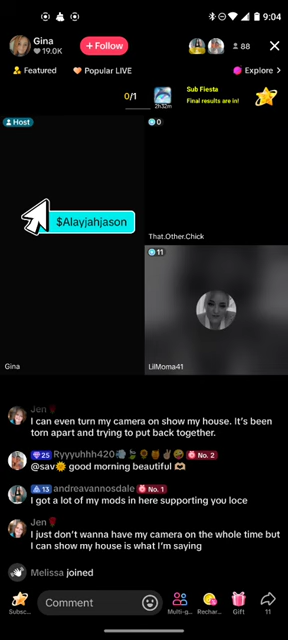 9:04
Gina
19.0K
+ Follow
88
Featured
Popular LIVE
Explore >
0/1
2h32m
Sub Fiesta
Final results are in!
Host
0
$Alayjahjason
That.Other.Chick
11
Gina
LilMoma41
Jen
I can even turn my camera on show my house. It's been
torn apart and trying to put back together.
25 Ryyyuhhh420 No. 2
@sav🌞 good morning beautiful 🫶🏼
13 andreavannosdale No. 1
I got a lot of my mods in here supporting you loce
Jen
I just don't wanna have my camera on the whole time but
I can show my house is what I'm saying
Melissa joined
Comment
Subsc...
Multi-g...
Rechar...
Gift
11